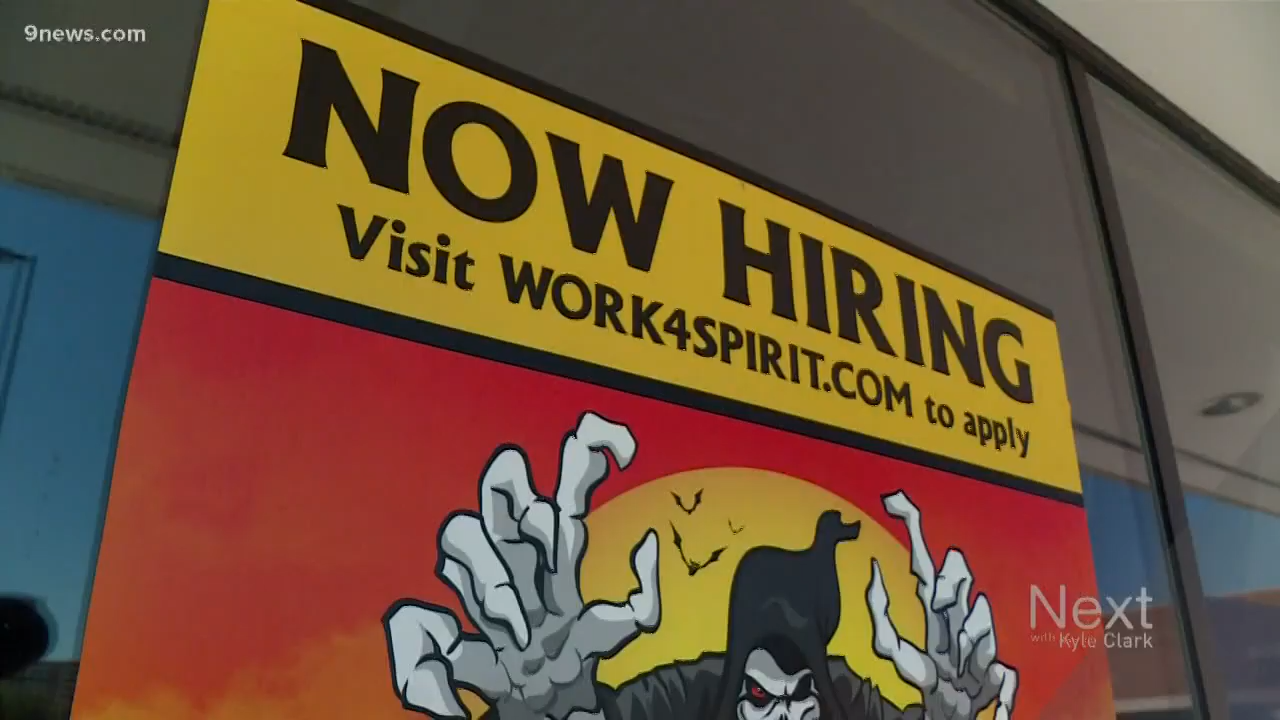 9news.com
NOW HIRING
Visit WORK4SPIRIT.COM to apply
Next
with Kyle Clark